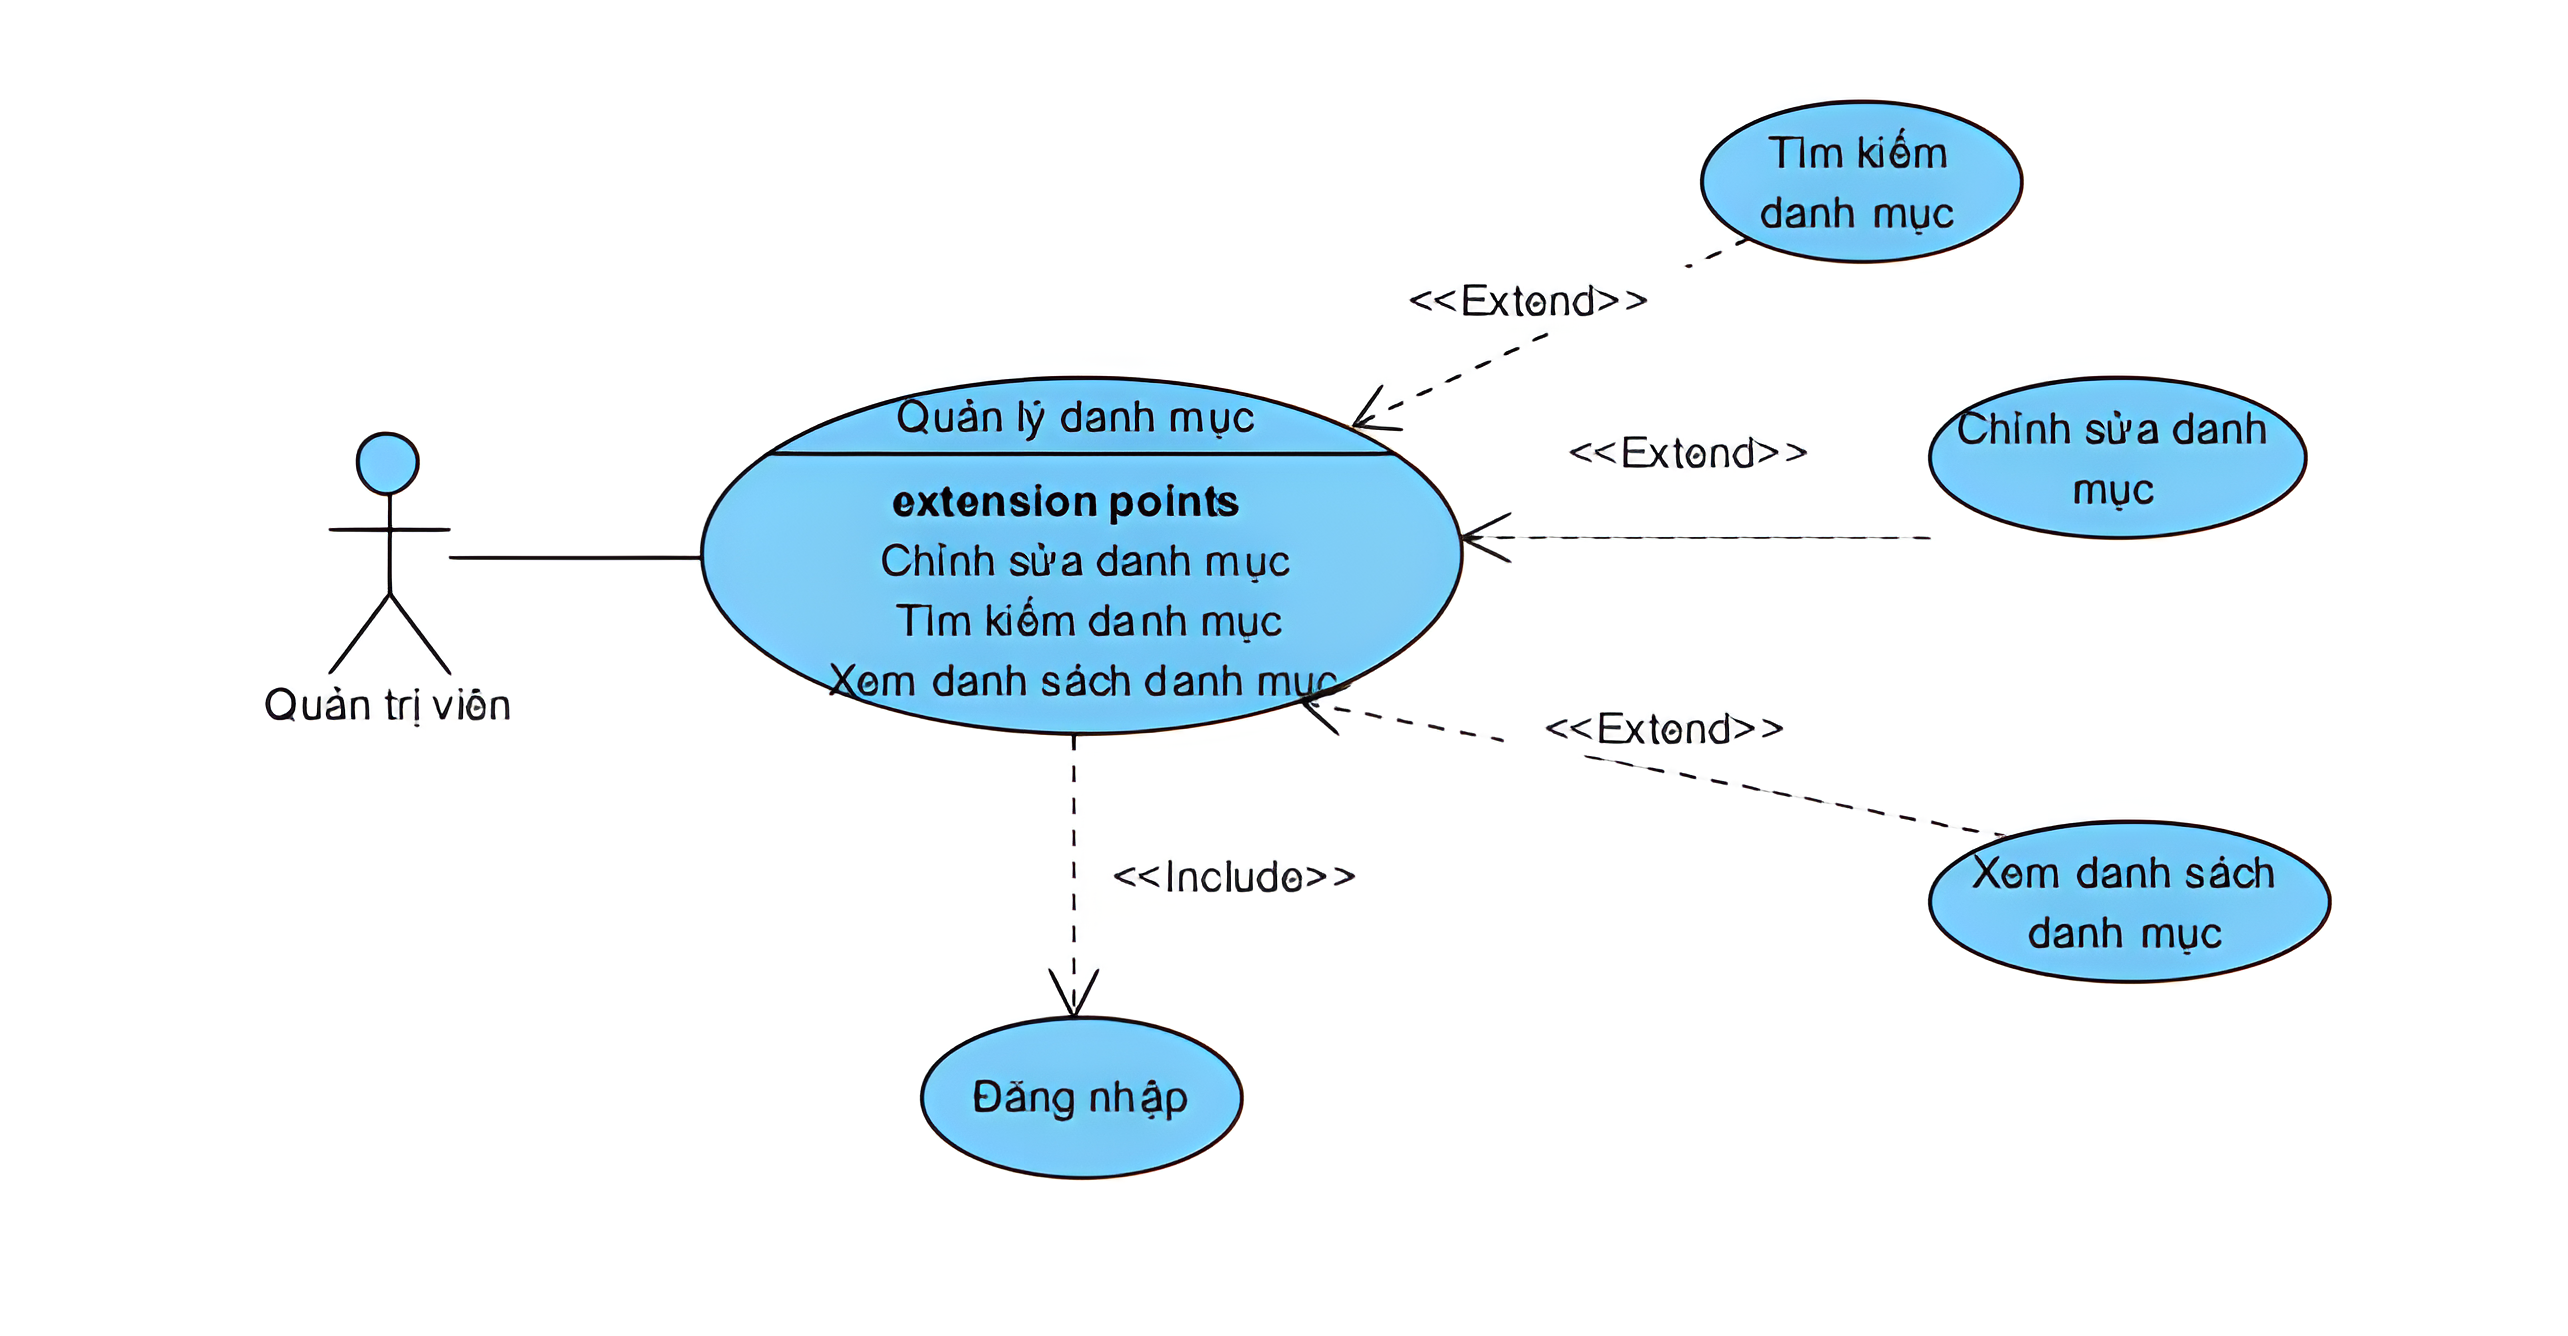 Tìm kiếm
danh mục
<<Extend>>
Quản lý danh mục
Chỉnh sửa danh
mục
<<Extend>>
extension points
Chỉnh sửa danh mục
Tìm kiếm danh mục
Xem danh sách danh mục
Quản trị viên
<<Extend>>
<<Include>>
Xem danh sách
danh mục
Đăng nhập